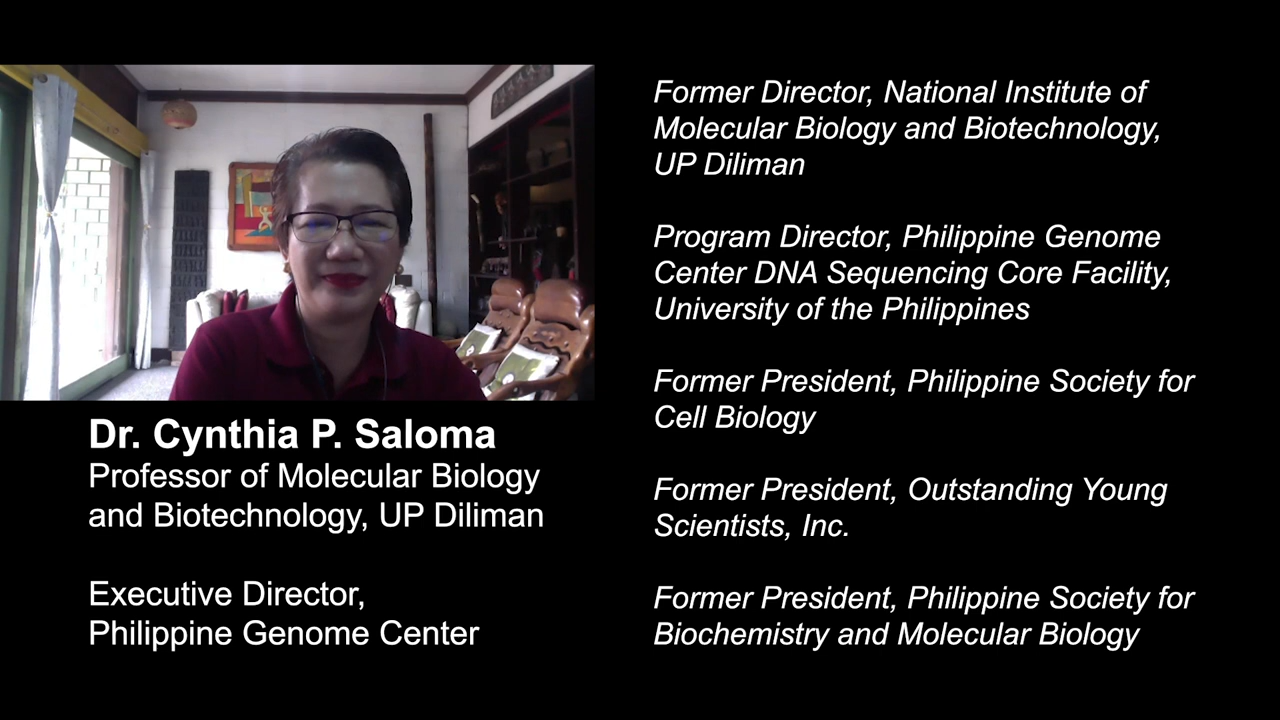 Dr. Cynthia P. Saloma
Professor of Molecular Biology
and Biotechnology, UP Diliman
Executive Director,
Philippine Genome Center
Former Director, National Institute of
Molecular Biology and Biotechnology,
UP Diliman
Program Director, Philippine Genome
Center DNA Sequencing Core Facility,
University of the Philippines
Former President, Philippine Society for
Cell Biology
Former President, Outstanding Young
Scientists, Inc.
Former President, Philippine Society for
Biochemistry and Molecular Biology